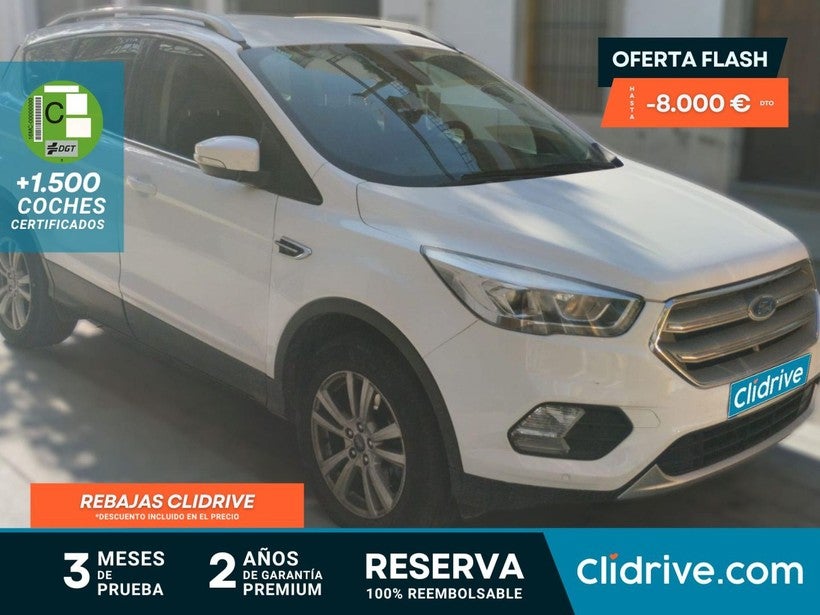 OFERTA FLASH
HASTA -8.000 € DTO
C
DGT
+1.500
COCHES
CERTIFICADOS
Ford
Clidrive
REBAJAS CLIDRIVE
*DESCUENTO INCLUIDO EN EL PRECIO
3 MESES DE PRUEBA
2 AÑOS DE GARANTÍA PREMIUM
RESERVA
100% REEMBOLSABLE
Clidrive.com